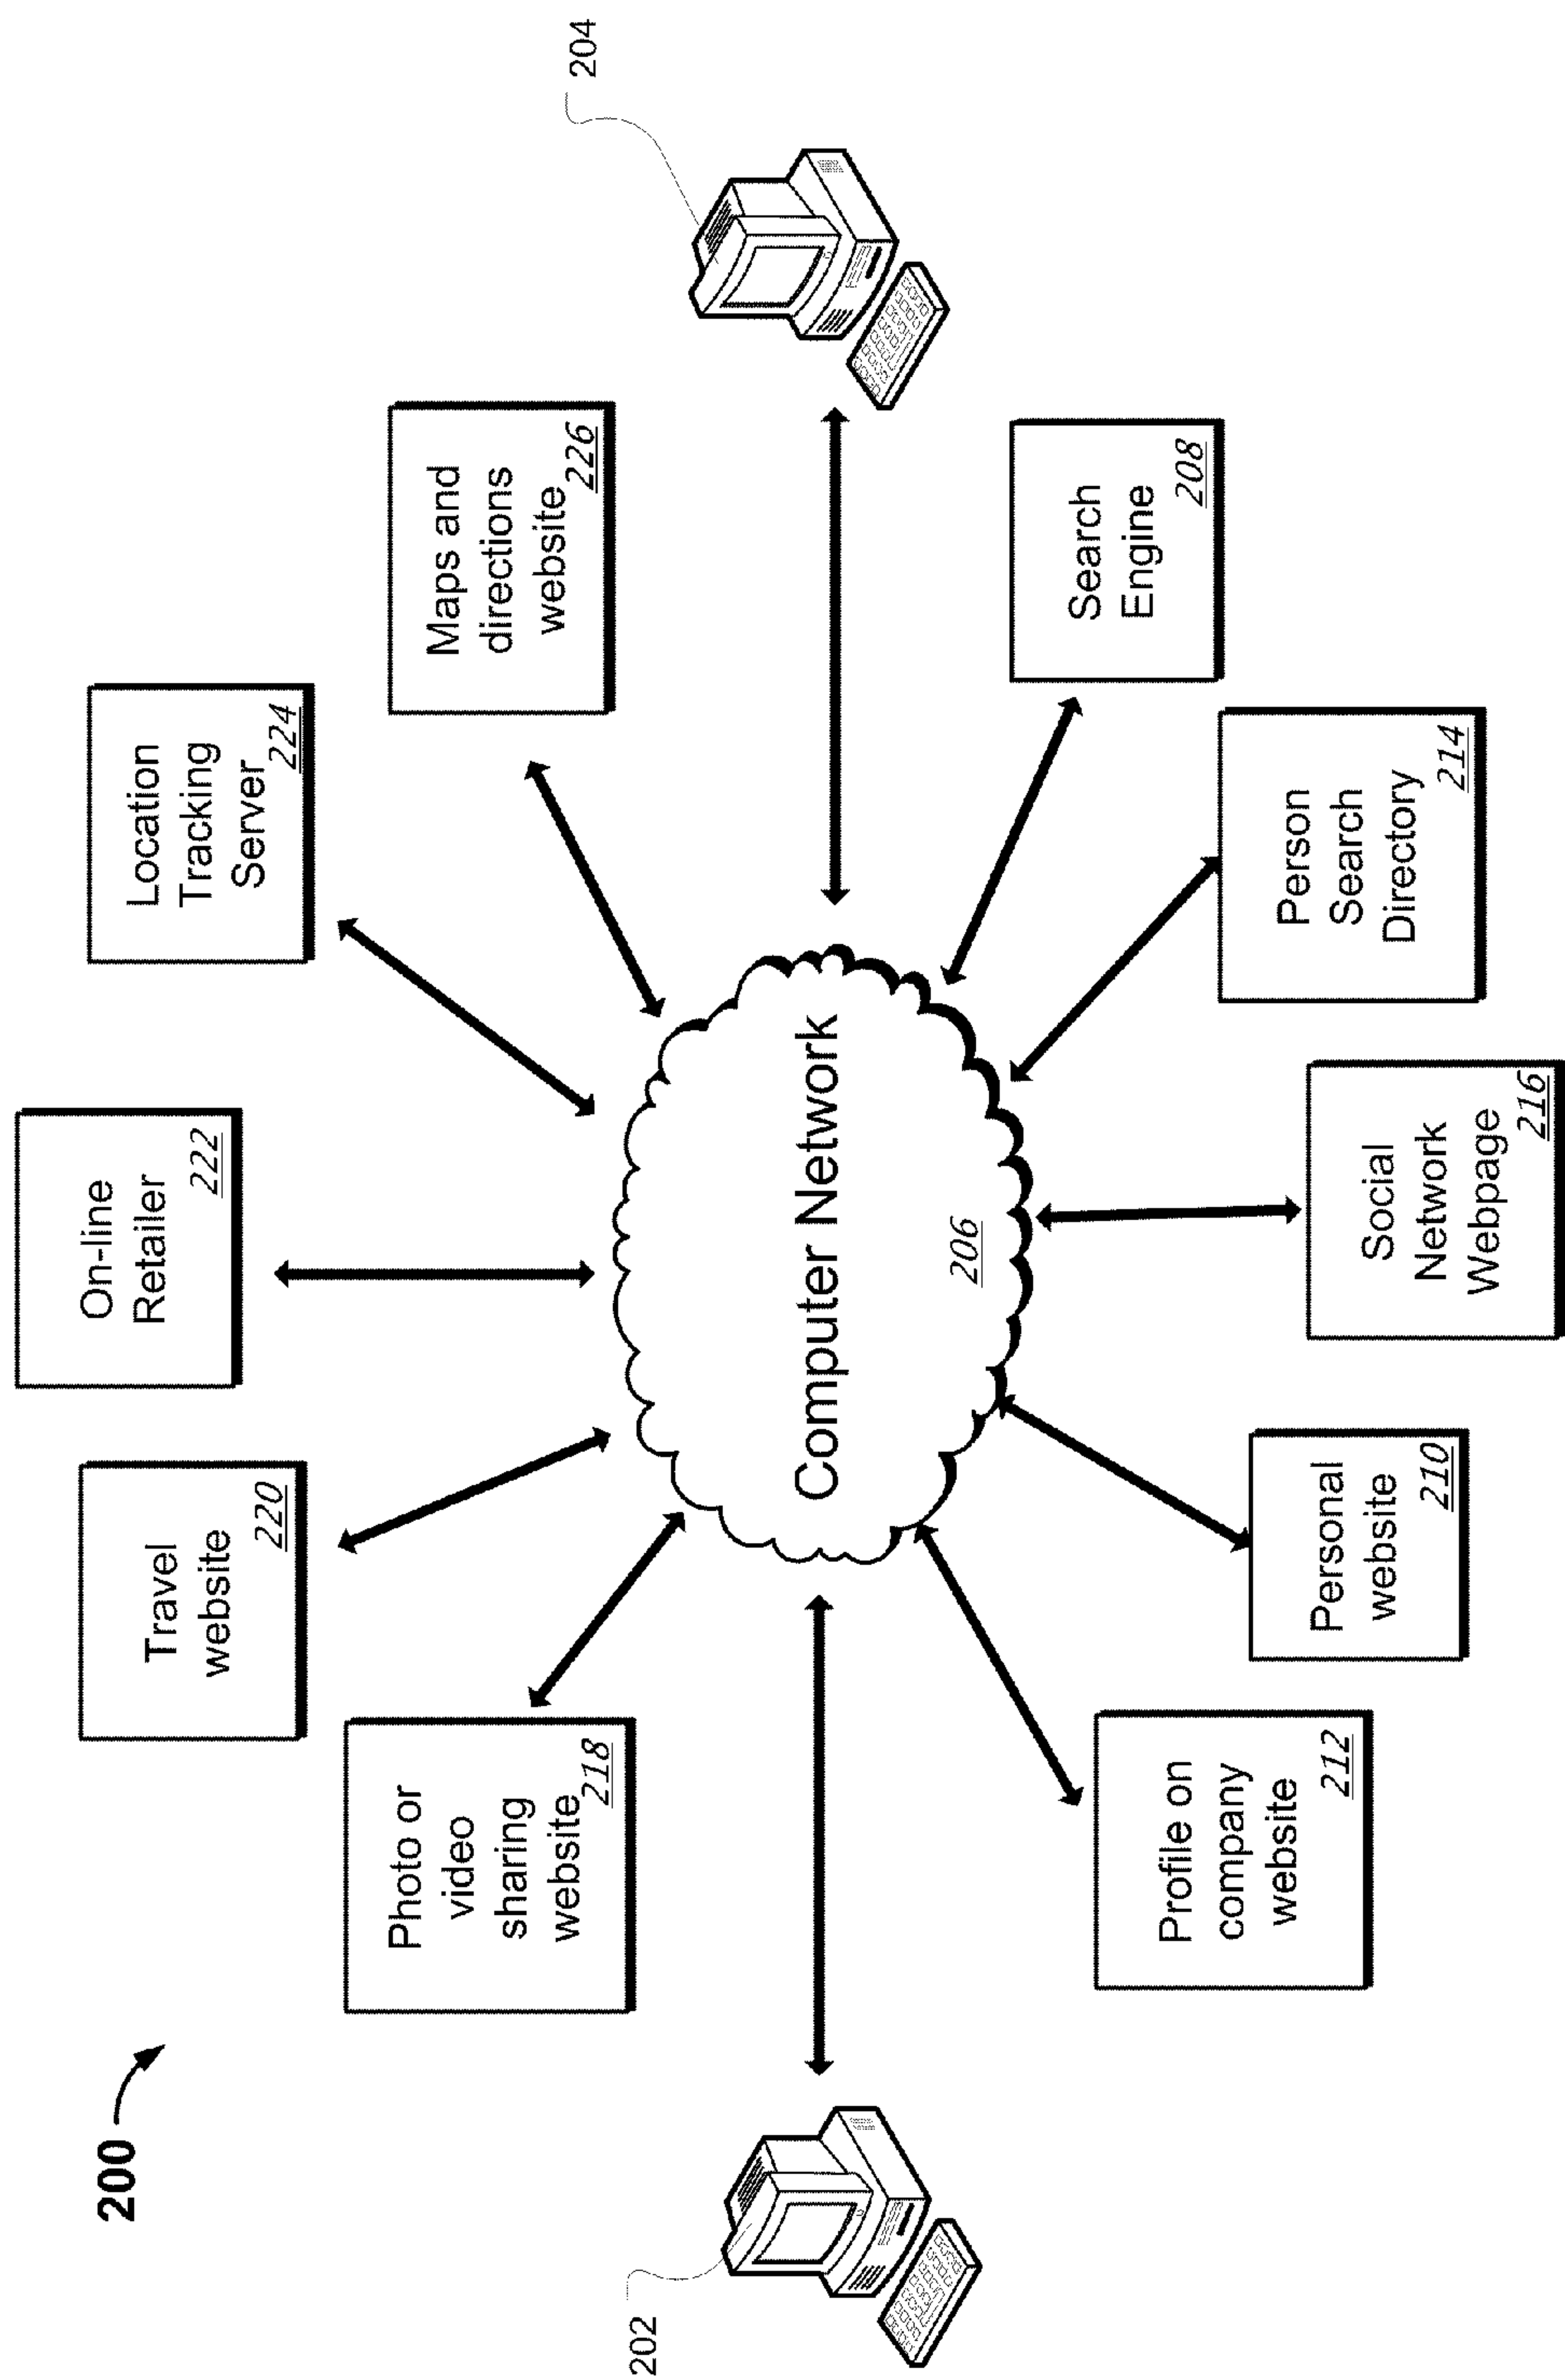 200
Travel
website
220
On-line
Retailer
222
Location
Tracking
Server
224
Photo or
video
sharing
website
218
Maps and
directions
website
226
202
204
Computer Network
206
Profile on
company
website
212
Personal
website
210
Social
Network
Webpage
216
Person
Search
Directory
214
Search
Engine
208